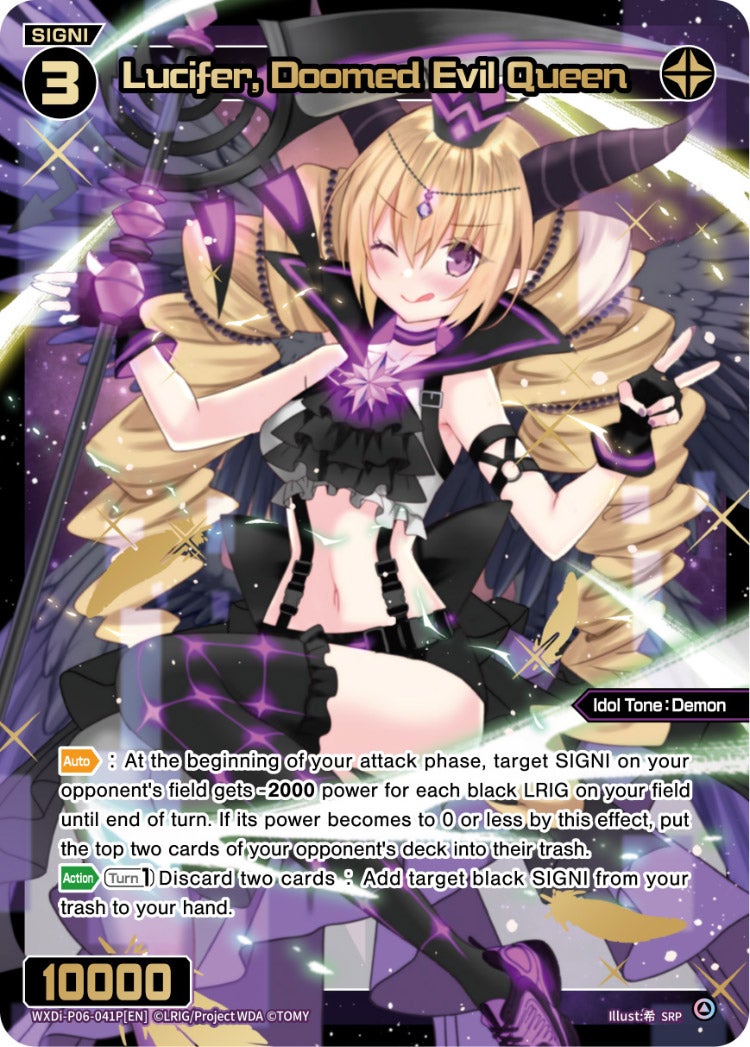 SIGNI
3 Lucifer, Doomed Evil Queen
Idol Tone:Demon
Auto : At the beginning of your attack phase, target SIGNI on your
opponent's field gets -2000 power for each black LRIG on your field
until end of turn. If its power becomes to 0 or less by this effect, put
the top two cards of your opponent's deck into their trash.
Action Turn 1 Discard two cards : Add target black SIGNI from your
trash to your hand.
10000
WXDi-P06-041P[EN] ©LRIG/Project WDA ©TOMY Illust:希 SRP